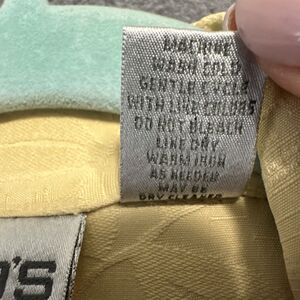 MACHINE
WASH COLD
GENTLE CYCLE
WITH LIKE COLORS
DO NOT BLEACH
LINE DRY
WARM IRON
AS NEEDED
MAY BE
DRY CLEANED
'S